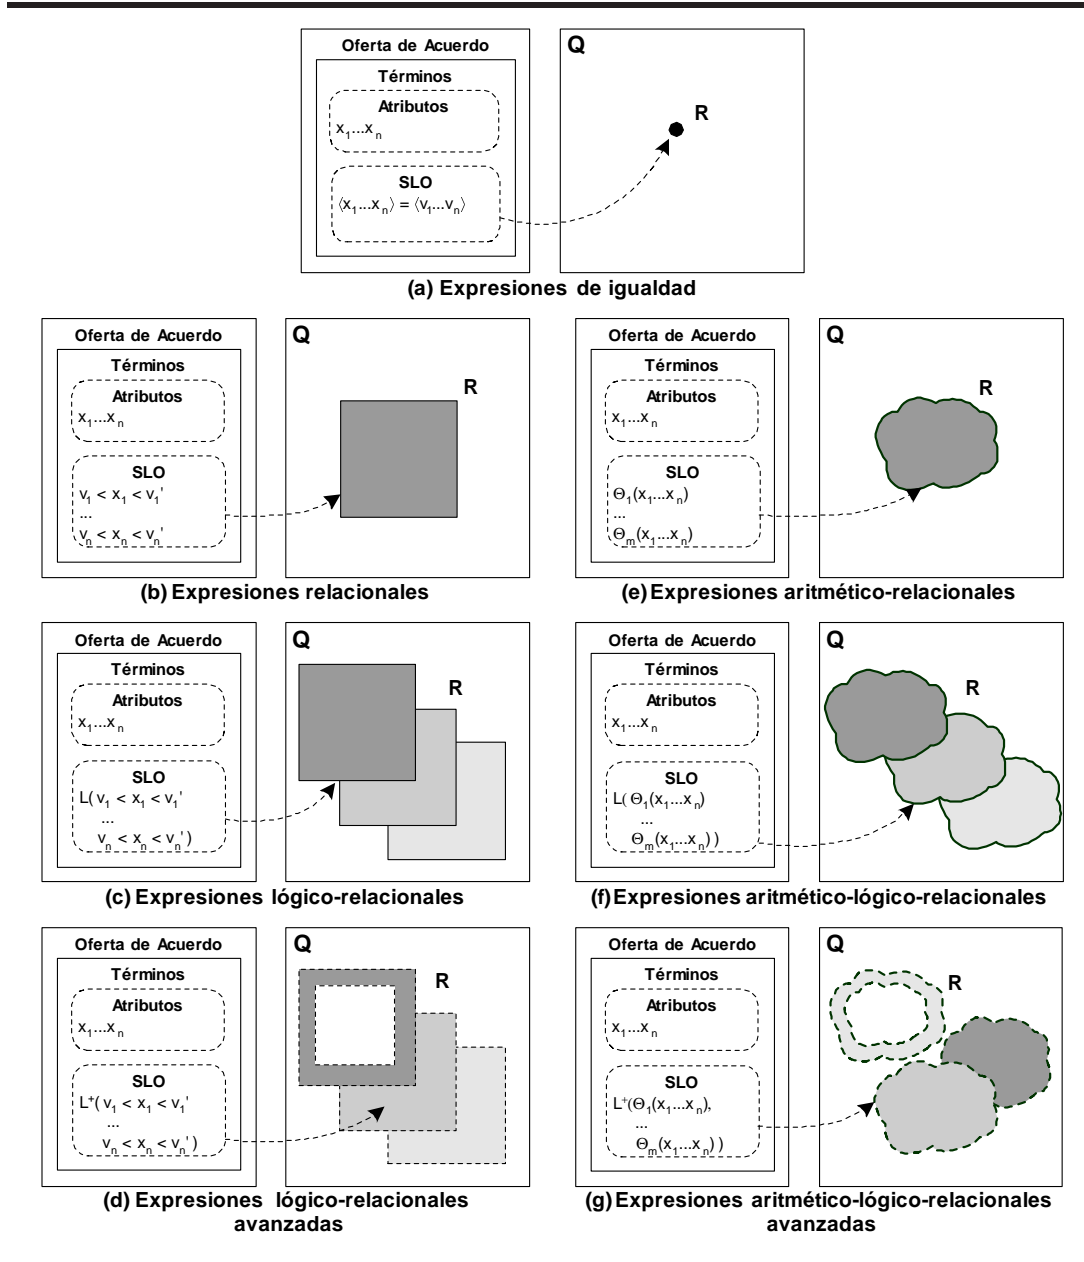 Oferta de Acuerdo
Términos
Atributos
x1...xn
SLO
⟨x1...xn⟩ = ⟨v1...vn⟩
Q
R
(a) Expresiones de igualdad
Oferta de Acuerdo
Términos
Atributos
x1...xn
SLO
v1 < x1 < v1'
...
vn < xn < vn'
Q
R
(b) Expresiones relacionales
Oferta de Acuerdo
Términos
Atributos
x1...xn
SLO
Θ1(x1...xn)
...
Θm(x1...xn)
Q
R
(e) Expresiones aritmético-relacionales
Oferta de Acuerdo
Términos
Atributos
x1...xn
SLO
L( v1 < x1 < v1'
...
vn < xn < vn' )
Q
R
(c) Expresiones lógico-relacionales
Oferta de Acuerdo
Términos
Atributos
x1...xn
SLO
L( Θ1(x1...xn)
...
Θm(x1...xn) )
Q
R
(f) Expresiones aritmético-lógico-relacionales
Oferta de Acuerdo
Términos
Atributos
x1...xn
SLO
L+( v1 < x1 < v1'
...
vn < xn < vn' )
Q
R
(d) Expresiones lógico-relacionales
avanzadas
Oferta de Acuerdo
Términos
Atributos
x1...xn
SLO
L+(Θ1(x1...xn),
...
Θm(x1...xn) )
Q
R
(g) Expresiones aritmético-lógico-relacionales
avanzadas